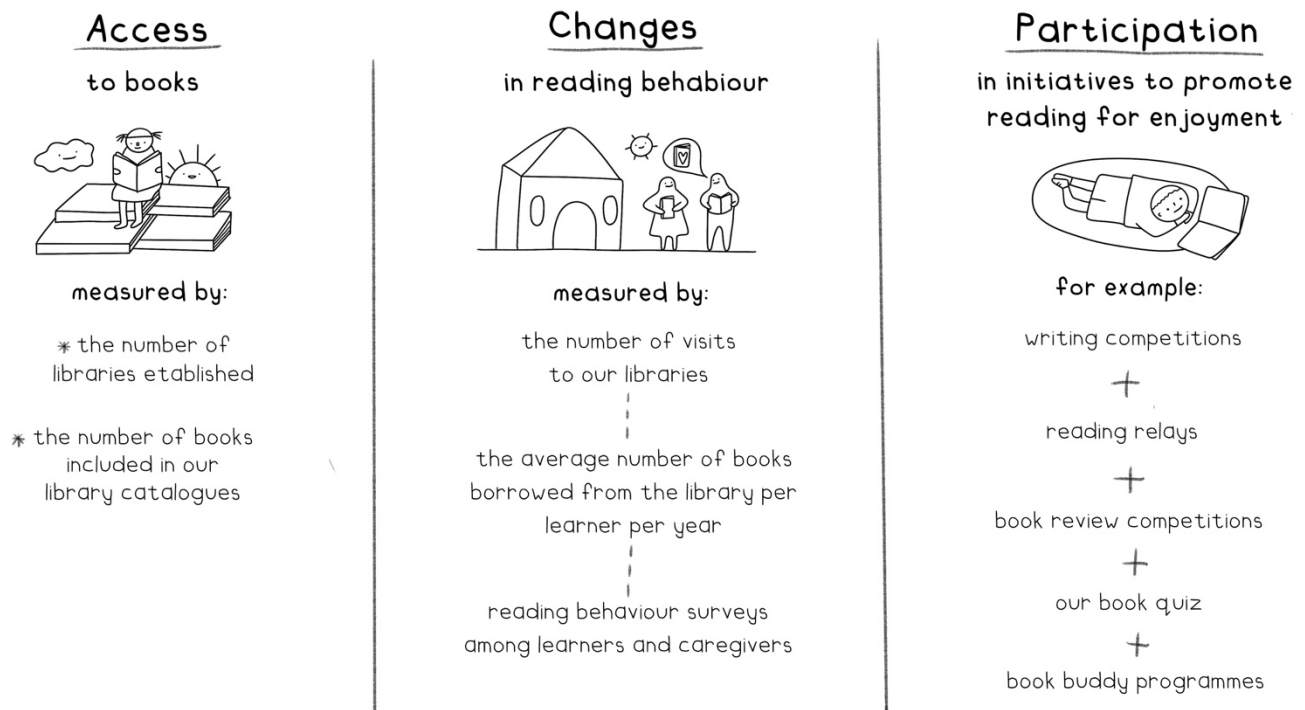 Access
to books
measured by:
* the number of
libraries etablished
* the number of books
included in our
library catalogues
Changes
in reading behabiour
measured by:
the number of visits
to our libraries
the average number of books
borrowed from the library per
learner per year
reading behaviour surveys
among learners and caregivers
Participation
in initiatives to promote
reading for enjoyment
for example:
writing competitions
+
reading relays
+
book review competitions
+
our book quiz
+
book buddy programmes